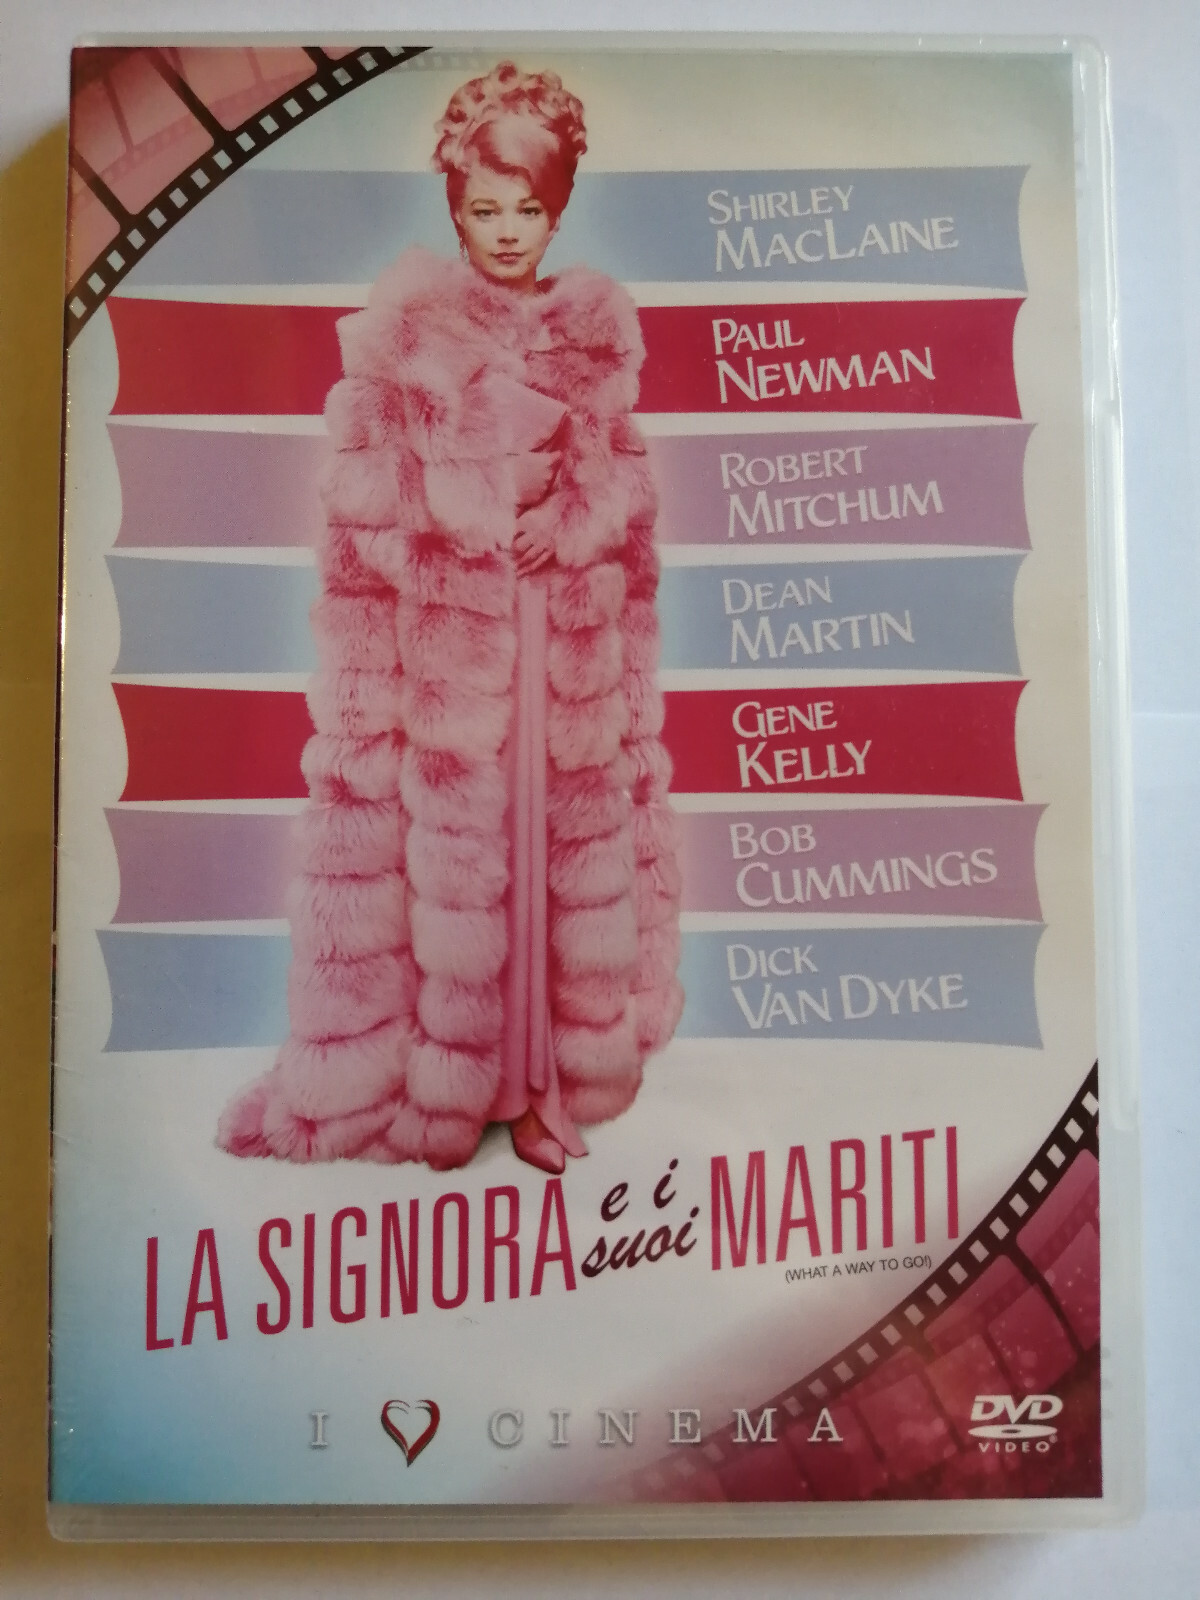 SHIRLEY
MACLAINE
PAUL
NEWMAN
ROBERT
MITCHUM
DEAN
MARTIN
GENE
KELLY
BOB
CUMMINGS
DICK
VAN DYKE
LA SIGNORA e i suoi MARITI
(WHAT A WAY TO GO!)
I CINEMA
DVD
VIDEO